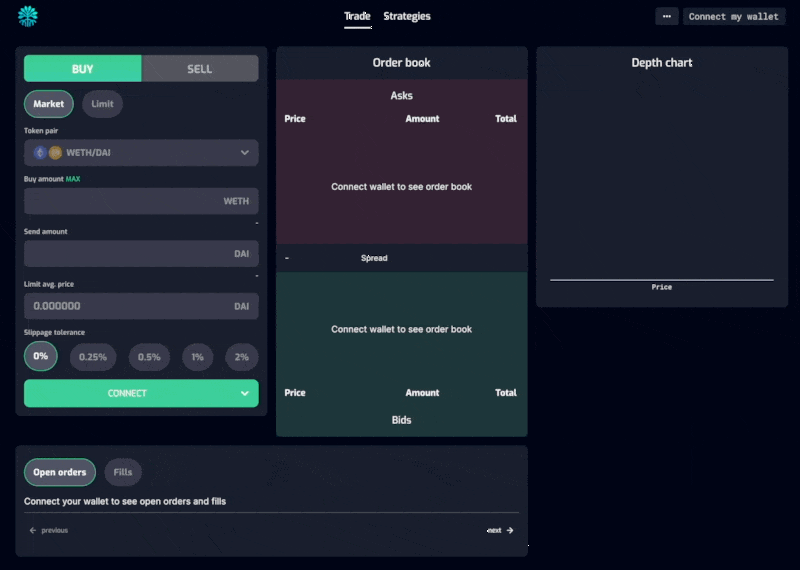 Trade Strategies ••• Connect my wallet
BUY SELL
Market Limit
Token pair
WETH/DAI
Buy amount MAX
WETH
-
Send amount
DAI
-
Limit avg. price
0.000000 DAI
Slippage tolerance
0% 0.25% 0.5% 1% 2%
CONNECT
Order book
Asks
Price Amount Total
Connect wallet to see order book
- Spread
Connect wallet to see order book
Price Amount Total
Bids
Depth chart
Price
Open orders Fills
Connect your wallet to see open orders and fills
← previous next →